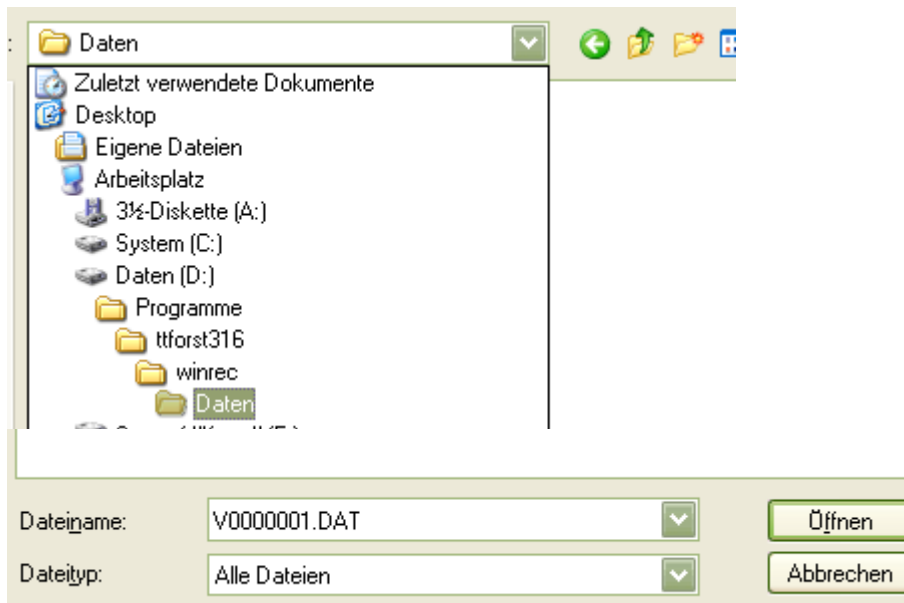 : Daten
Zuletzt verwendete Dokumente
Desktop
Eigene Dateien
Arbeitsplatz
3½-Diskette (A:)
System (C:)
Daten (D:)
Programme
ttforst316
winrec
Daten
Dateiname: V0000001.DAT Öffnen
Dateityp: Alle Dateien Abbrechen